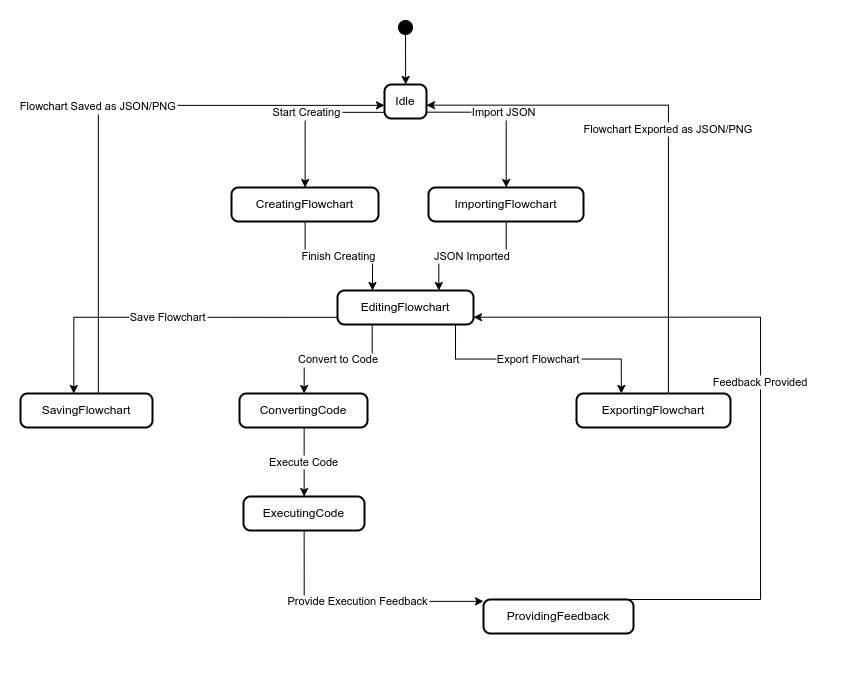 Idle
Flowchart Saved as JSON/PNG
Start Creating
Import JSON
Flowchart Exported as JSON/PNG
CreatingFlowchart
ImportingFlowchart
Finish Creating
JSON Imported
EditingFlowchart
Save Flowchart
Convert to Code
Export Flowchart
Feedback Provided
SavingFlowchart
ConvertingCode
ExportingFlowchart
Execute Code
ExecutingCode
Provide Execution Feedback
ProvidingFeedback